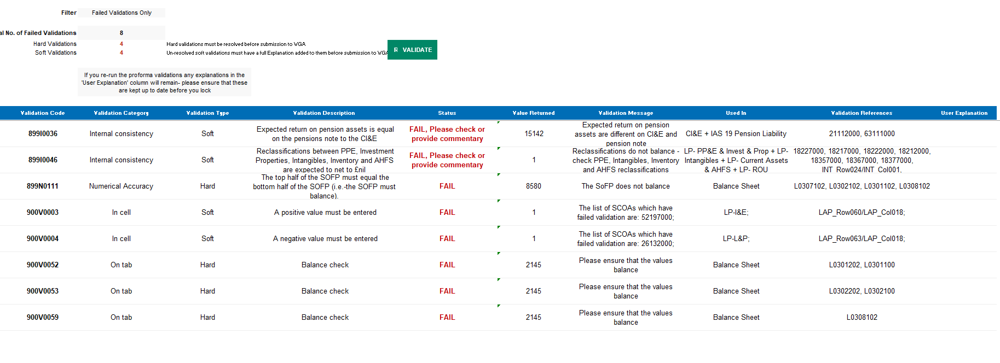 Filter Failed Validations Only
al No. of Failed Validations 8
Hard Validations 4 Hard validations must be resolved before submission to WGA
Soft Validations 4 Un-resolved soft validations must have a full Explanation added to them before submission to WGA
R VALIDATE
If you re-run the proforma validations any explanations in the
'User Explanation' column will remain- please ensure that these
are kept up to date before you lock
Validation Code Validation Category Validation Type Validation Description Status Value Returned Validation Message Used In Validation References User Explanation
899I0036
Internal consistency
Soft
Expected return on pension assets is equal
on the pensions note to the CI&E
FAIL, Please check or
provide commentary
15142
Expected return on pension
assets are different on CI&E and
pension note
CI&E + IAS 19 Pension Liability
21112000, 63111000
899I0046
Internal consistency
Soft
Reclassifications between PPE, Investment
Properties, Intangibles, Inventory and AHFS
are expected to net to £nil
FAIL, Please check or
provide commentary
1
Reclassifications do not balance -
check PPE, Intangibles, Inventory
and AHFS reclassifications
LP- PP&E & Invest & Prop + LP-
Intangibles + LP- Current Assets
& AHFS + LP- ROU
18227000, 18217000, 18222000, 18212000,
18357000, 18367000, 18377000,
INT_Row024/INT_Col001,
899N0111
Numerical Accuracy
Hard
The top half of the SOFP must equal the
bottom half of the SOFP (i.e.-the SOFP must
balance).
FAIL
8580
The SoFP does not balance
Balance Sheet
L0307102, L0302102, L0301102, L0308102
900V0003
In cell
Soft
A positive value must be entered
FAIL
1
The list of SCOAs which have
failed validation are: 52197000;
LP-I&E;
LAP_Row060/LAP_Col018;
900V0004
In cell
Soft
A negative value must be entered
FAIL
1
The list of SCOAs which have
failed validation are: 26132000;
LP-L&P;
LAP_Row063/LAP_Col018;
900V0052
On tab
Hard
Balance check
FAIL
2145
Please ensure that the values
balance
Balance Sheet
L0301202, L0301100
900V0053
On tab
Hard
Balance check
FAIL
2145
Please ensure that the values
balance
Balance Sheet
L0302202, L0302100
900V0059
On tab
Hard
Balance check
FAIL
2145
Please ensure that the values
balance
Balance Sheet
L0308102